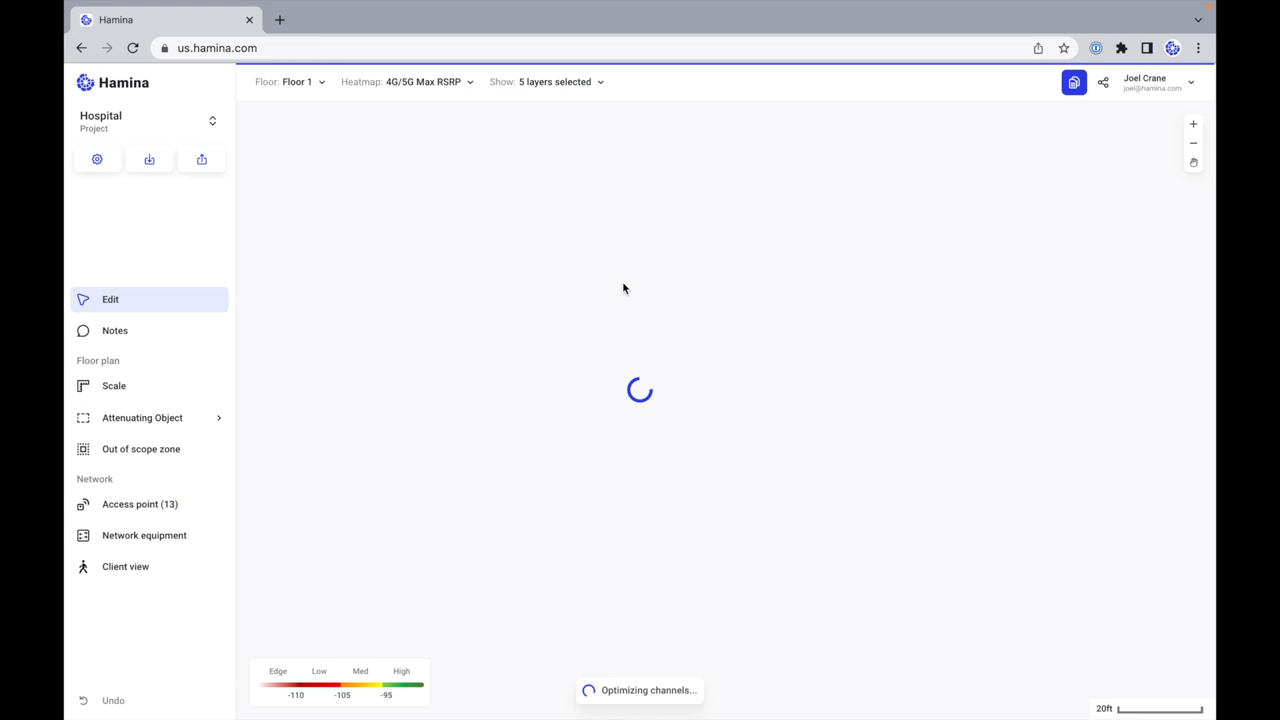 Hamina
us.hamina.com
Hamina
Floor: Floor 1
Heatmap: 4G/5G Max RSRP
Show: 5 layers selected
Joel Crane
joel@hamina.com
Hospital
Project
Edit
Notes
Floor plan
Scale
Attenuating Object
Out of scope zone
Network
Access point (13)
Network equipment
Client view
Undo
Edge Low Med High
-110 -105 -95
Optimizing channels...
20ft